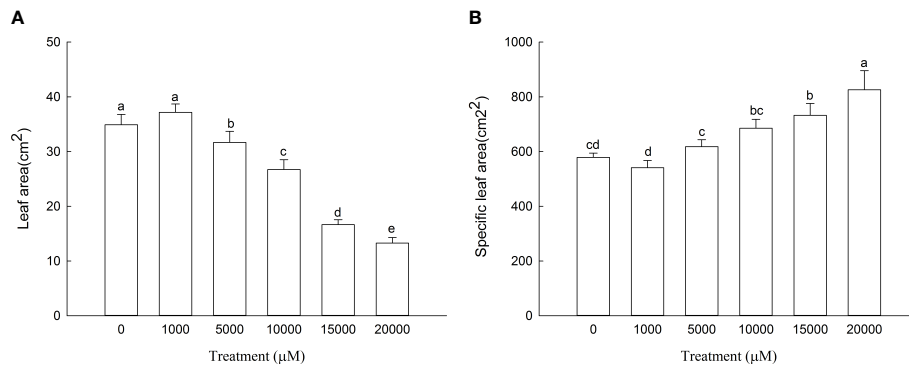 A
B
50
40
30
20
10
0
Leaf area(cm²)
a
a
b
c
d
e
0 1000 5000 10000 15000 20000
Treatment (μM)
1000
800
600
400
200
0
Specific leaf area(cm2²)
cd
d
c
bc
b
a
0 1000 5000 10000 15000 20000
Treatment (μM)